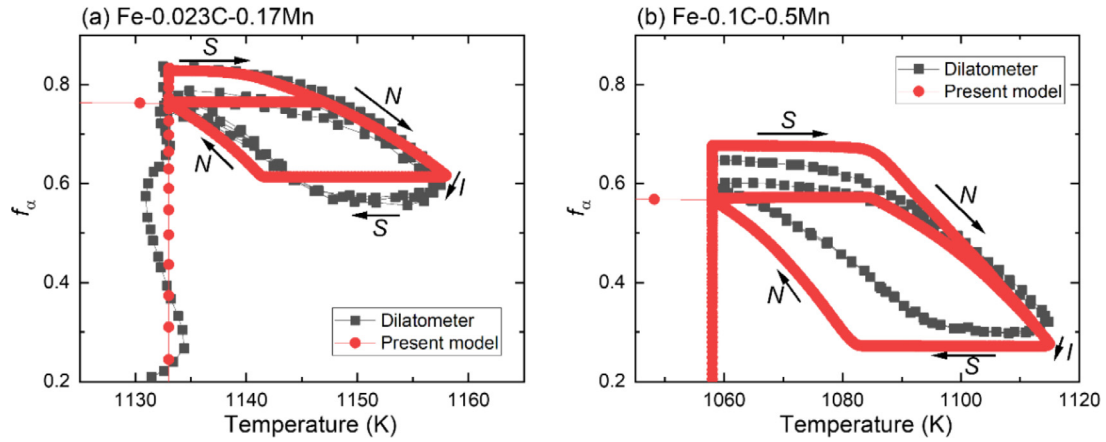 (a) Fe-0.023C-0.17Mn
S
N
N
I
S
0.8
0.6
0.4
0.2
fα
Dilatometer
Present model
1130
1140
1150
1160
Temperature (K)
(b) Fe-0.1C-0.5Mn
Dilatometer
Present model
S
N
N
I
S
0.8
0.6
0.4
0.2
fα
1060
1080
1100
1120
Temperature (K)